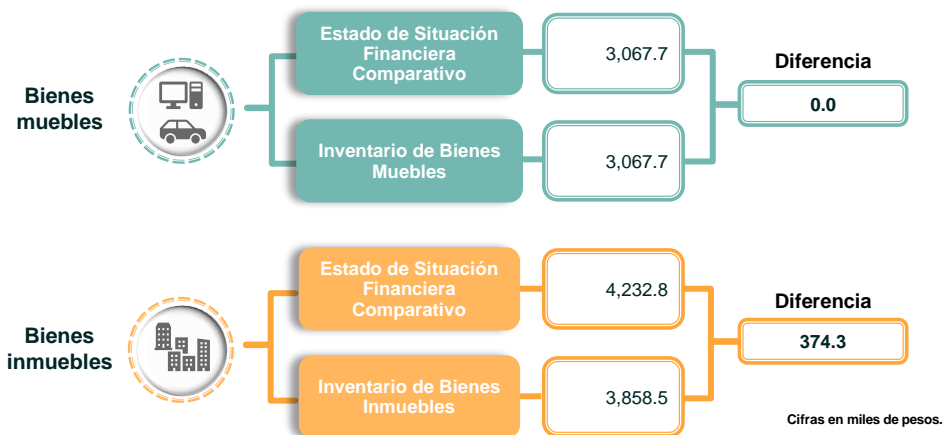 Bienes
muebles
Estado de Situación
Financiera
Comparativo
3,067.7
Inventario de Bienes
Muebles
3,067.7
Diferencia
0.0
Bienes
inmuebles
Estado de Situación
Financiera
Comparativo
4,232.8
Inventario de Bienes
Inmuebles
3,858.5
Diferencia
374.3
Cifras en miles de pesos.